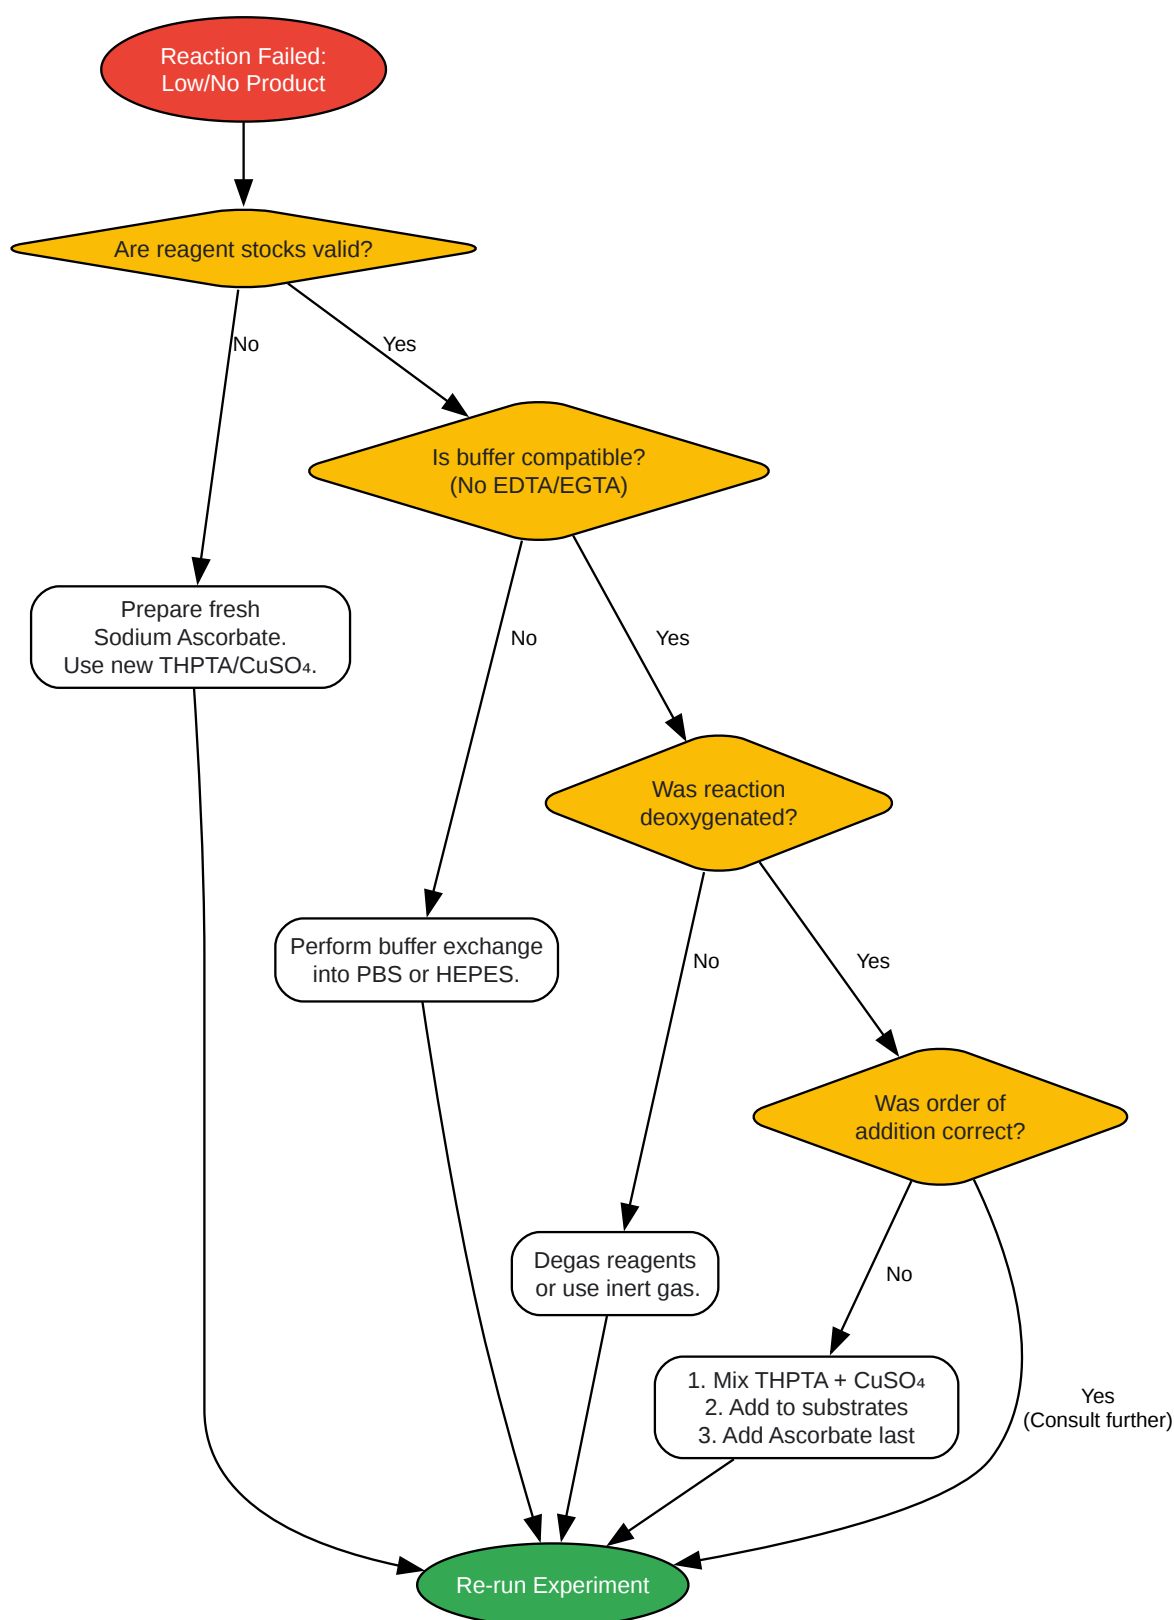 Reaction Failed:
Low/No Product
Are reagent stocks valid?
No
Yes
Is buffer compatible?
(No EDTA/EGTA)
Prepare fresh
Sodium Ascorbate.
Use new THPTA/CuSO₄.
No
Yes
Was reaction
deoxygenated?
Perform buffer exchange
into PBS or HEPES.
No
Yes
Was order of
addition correct?
Degas reagents
or use inert gas.
No
1. Mix THPTA + CuSO₄
2. Add to substrates
3. Add Ascorbate last
Yes
(Consult further)
Re-run Experiment